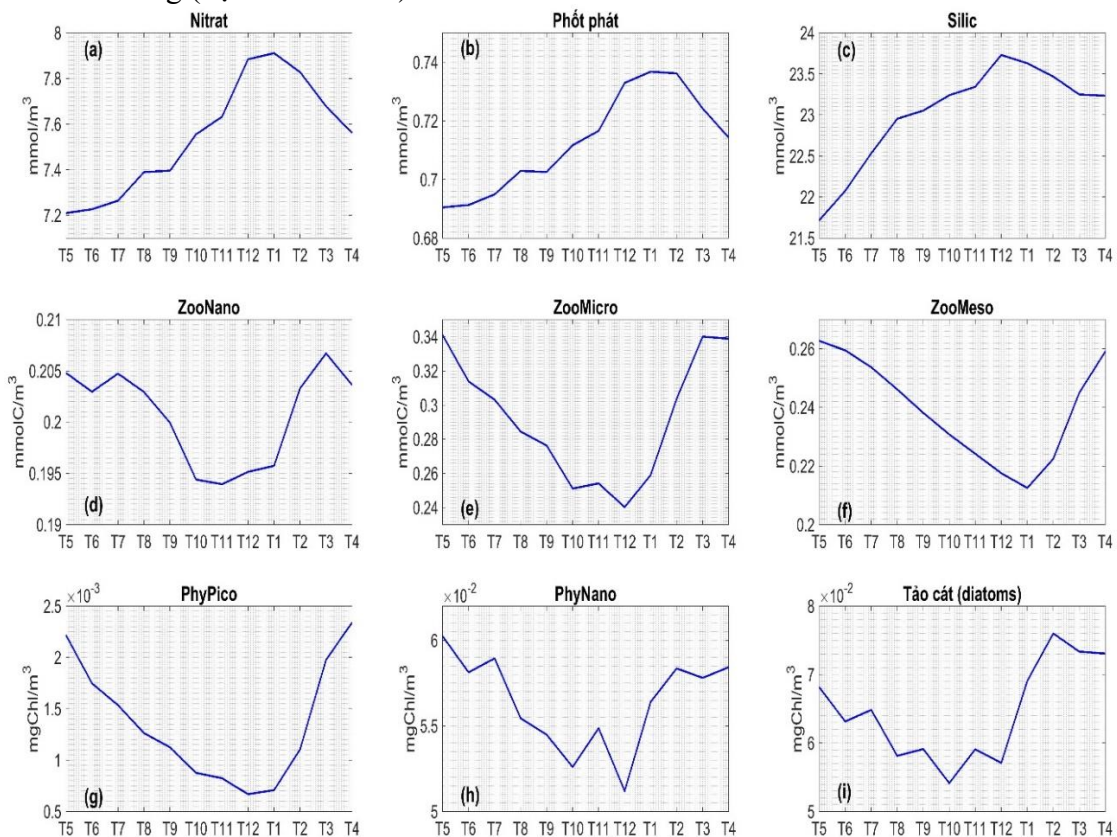 Nitrat
(a)
mmol/m³
8
7.8
7.6
7.4
7.2
T5 T6 T7 T8 T9 T10 T11 T12 T1 T2 T3 T4
Phốt phát
(b)
mmol/m³
0.74
0.72
0.7
0.68
T5 T6 T7 T8 T9 T10 T11 T12 T1 T2 T3 T4
Silic
(c)
mmol/m³
24
23.5
23
22.5
22
21.5
T5 T6 T7 T8 T9 T10 T11 T12 T1 T2 T3 T4
ZooNano
(d)
mmolC/m³
0.21
0.205
0.2
0.195
0.19
T5 T6 T7 T8 T9 T10 T11 T12 T1 T2 T3 T4
ZooMicro
(e)
mmolC/m³
0.34
0.32
0.3
0.28
0.26
0.24
T5 T6 T7 T8 T9 T10 T11 T12 T1 T2 T3 T4
ZooMeso
(f)
mmolC/m³
0.26
0.24
0.22
0.2
T5 T6 T7 T8 T9 T10 T11 T12 T1 T2 T3 T4
PhyPico
×10⁻³
(g)
mgChl/m³
2.5
2
1.5
1
0.5
T5 T6 T7 T8 T9 T10 T11 T12 T1 T2 T3 T4
PhyNano
×10⁻²
(h)
mgChl/m³
6
5.5
5
T5 T6 T7 T8 T9 T10 T11 T12 T1 T2 T3 T4
Tảo cát (diatoms)
×10⁻²
(i)
mgChl/m³
8
7
6
5
T5 T6 T7 T8 T9 T10 T11 T12 T1 T2 T3 T4